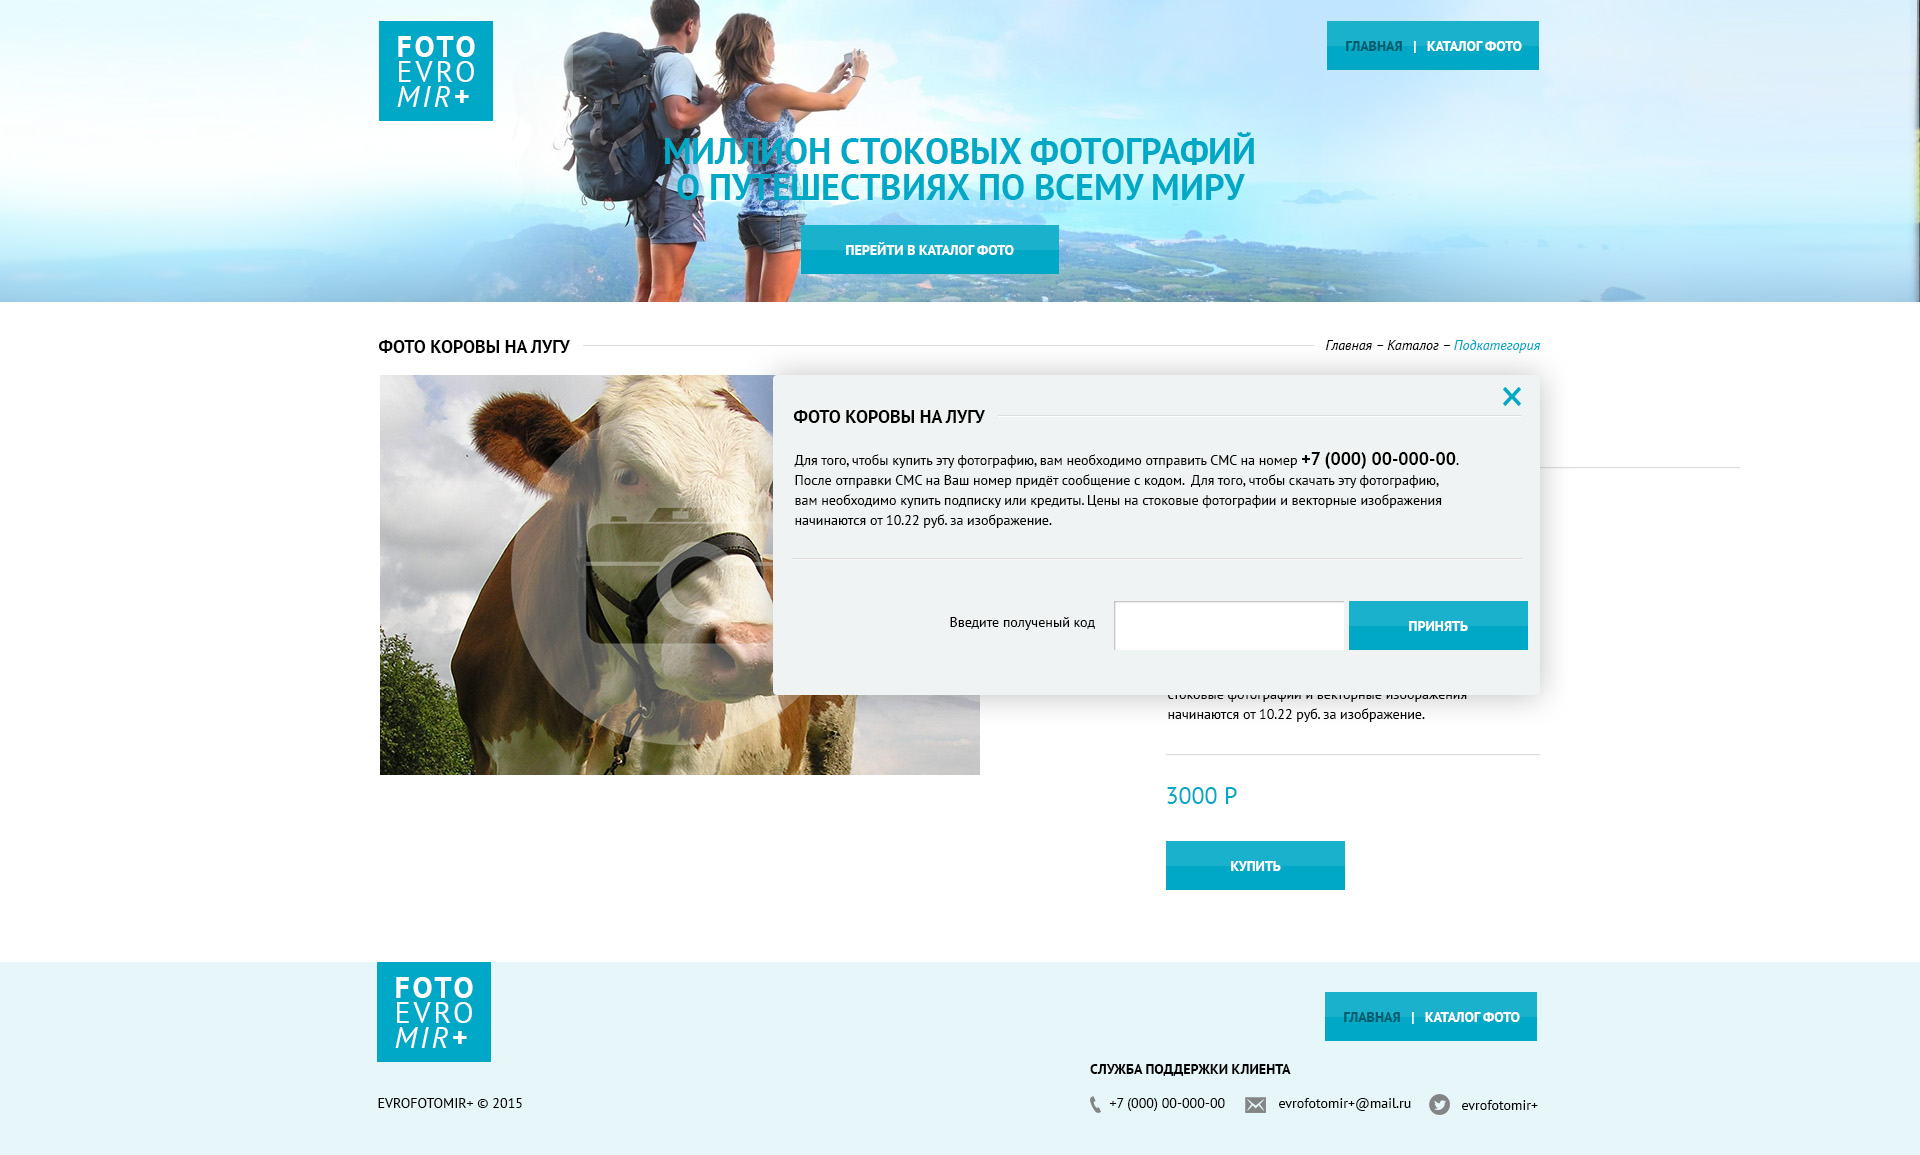 FOTO
EVRO
MIR+
ГЛАВНАЯ | КАТАЛОГ ФОТО
МИЛЛИОН СТОКОВЫХ ФОТОГРАФИЙ
О ПУТЕШЕСТВИЯХ ПО ВСЕМУ МИРУ
ПЕРЕЙТИ В КАТАЛОГ ФОТО
ФОТО КОРОВЫ НА ЛУГУ
Главная – Каталог – Подкатегория
ФОТО КОРОВЫ НА ЛУГУ
Для того, чтобы купить эту фотографию, вам необходимо отправить СМС на номер +7 (000) 00-000-00.
После отправки СМС на Ваш номер придёт сообщение с кодом. Для того, чтобы скачать эту фотографию,
вам необходимо купить подписку или кредиты. Цены на стоковые фотографии и векторные изображения
начинаются от 10.22 руб. за изображение.
Введите полученый код
ПРИНЯТЬ
стоковые фотографии и векторные изображения
начинаются от 10.22 руб. за изображение.
3000 Р
КУПИТЬ
FOTO
EVRO
MIR+
ГЛАВНАЯ | КАТАЛОГ ФОТО
СЛУЖБА ПОДДЕРЖКИ КЛИЕНТА
EVROFOTOMIR+ © 2015
+7 (000) 00-000-00
evrofotomir+@mail.ru
evrofotomir+